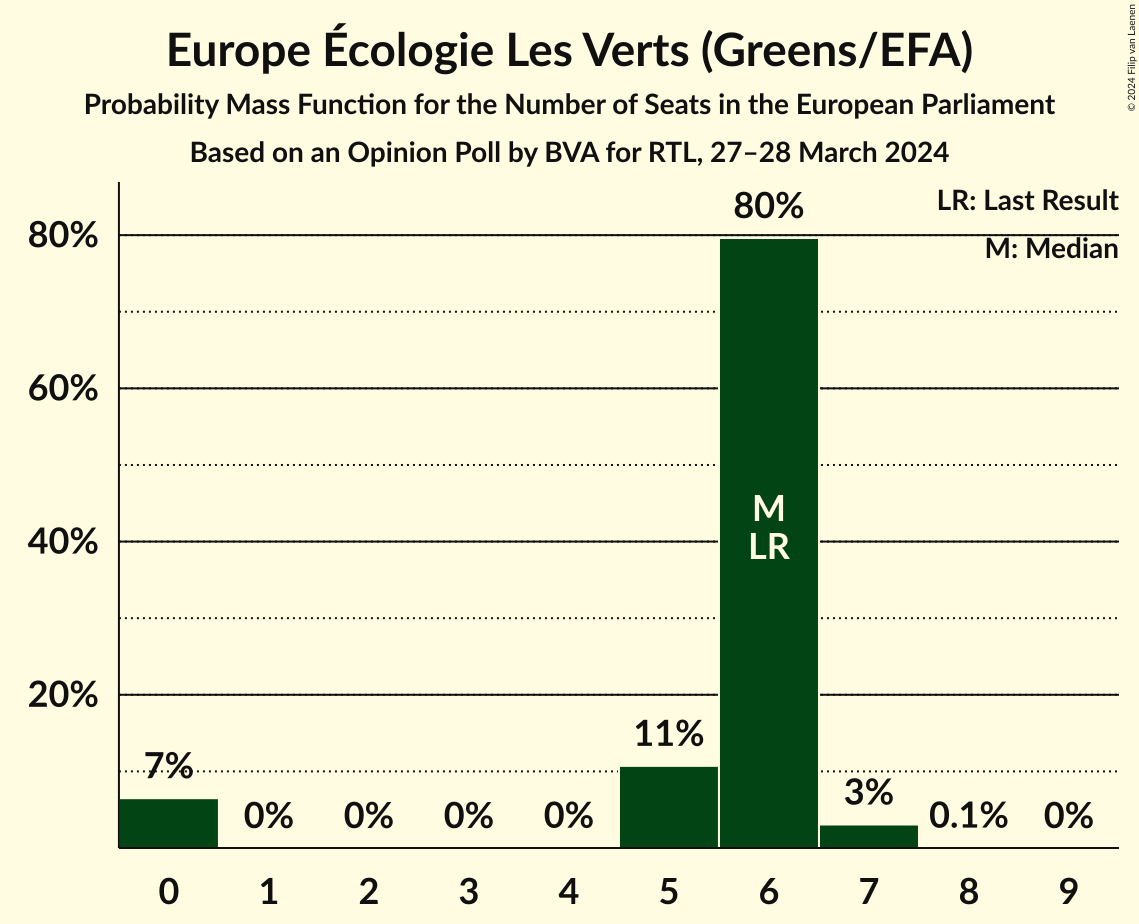 Europe Écologie Les Verts (Greens/EFA)
Probability Mass Function for the Number of Seats in the European Parliament
Based on an Opinion Poll by BVA for RTL, 27–28 March 2024
© 2024 Filip van Laenen
LR: Last Result
M: Median
80%
60%
40%
20%
7%
0%
0%
0%
0%
11%
80%
3%
0.1%
0%
M
LR
0 1 2 3 4 5 6 7 8 9